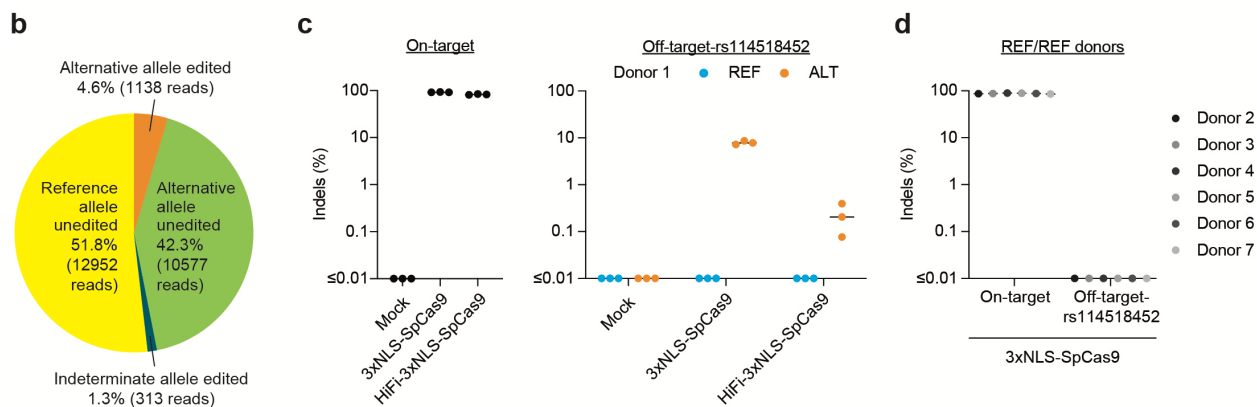 b
Alternative allele edited
4.6% (1138 reads)
Reference
allele
unedited
51.8%
(12952
reads)
Alternative
allele
unedited
42.3%
(10577
reads)
Indeterminate allele edited
1.3% (313 reads)
c
On-target
Indels (%)
100
10
1
0.1
≤0.01
Mock
3xNLS-SpCas9
HiFi-3xNLS-SpCas9
Off-target-rs114518452
Donor 1 REF ALT
Indels (%)
100
10
1
0.1
≤0.01
Mock
3xNLS-SpCas9
HiFi-3xNLS-SpCas9
d
REF/REF donors
Indels (%)
100
10
1
0.1
≤0.01
On-target
Off-target-
rs114518452
3xNLS-SpCas9
Donor 2
Donor 3
Donor 4
Donor 5
Donor 6
Donor 7